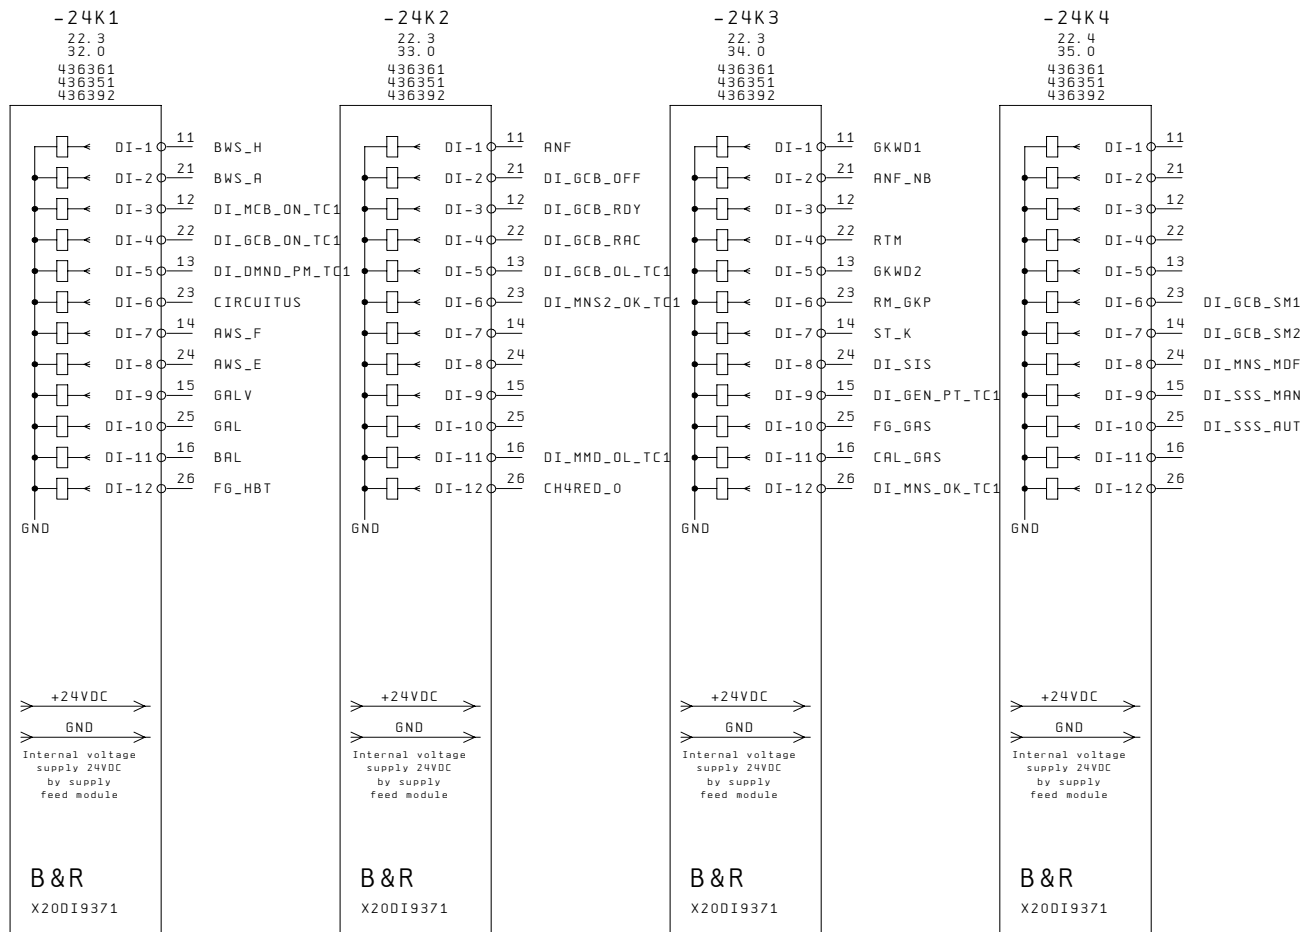 -24K1
22.3
32.0
436361
436351
436392
DI-1 11 BWS_H
DI-2 21 BWS_A
DI-3 12 DI_MCB_ON_TC1
DI-4 22 DI_GCB_ON_TC1
DI-5 13 DI_DMND_PM_TC1
DI-6 23 CIRCUITUS
DI-7 14 AWS_F
DI-8 24 AWS_E
DI-9 15 GALV
DI-10 25 GAL
DI-11 16 BAL
DI-12 26 FG_HBT
GND
+24VDC
GND
Internal voltage
supply 24VDC
by supply
feed module
B&R
X20DI9371
-24K2
22.3
33.0
436361
436351
436392
DI-1 11 ANF
DI-2 21 DI_GCB_OFF
DI-3 12 DI_GCB_RDY
DI-4 22 DI_GCB_RAC
DI-5 13 DI_GCB_OL_TC1
DI-6 23 DI_MNS2_OK_TC1
DI-7 14
DI-8 24
DI-9 15
DI-10 25
DI-11 16 DI_MMD_OL_TC1
DI-12 26 CH4RED_O
GND
+24VDC
GND
Internal voltage
supply 24VDC
by supply
feed module
B&R
X20DI9371
-24K3
22.3
34.0
436361
436351
436392
DI-1 11 GKWD1
DI-2 21 ANF_NB
DI-3 12
DI-4 22 RTM
DI-5 13 GKWD2
DI-6 23 RM_GKP
DI-7 14 ST_K
DI-8 24 DI_SIS
DI-9 15 DI_GEN_PT_TC1
DI-10 25 FG_GAS
DI-11 16 CAL_GAS
DI-12 26 DI_MNS_OK_TC1
GND
+24VDC
GND
Internal voltage
supply 24VDC
by supply
feed module
B&R
X20DI9371
-24K4
22.4
35.0
436361
436351
436392
DI-1 11
DI-2 21
DI-3 12
DI-4 22
DI-5 13
DI-6 23 DI_GCB_SM1
DI-7 14 DI_GCB_SM2
DI-8 24 DI_MNS_MDF
DI-9 15 DI_SSS_MAN
DI-10 25 DI_SSS_AUT
DI-11 16
DI-12 26
GND
+24VDC
GND
Internal voltage
supply 24VDC
by supply
feed module
B&R
X20DI9371